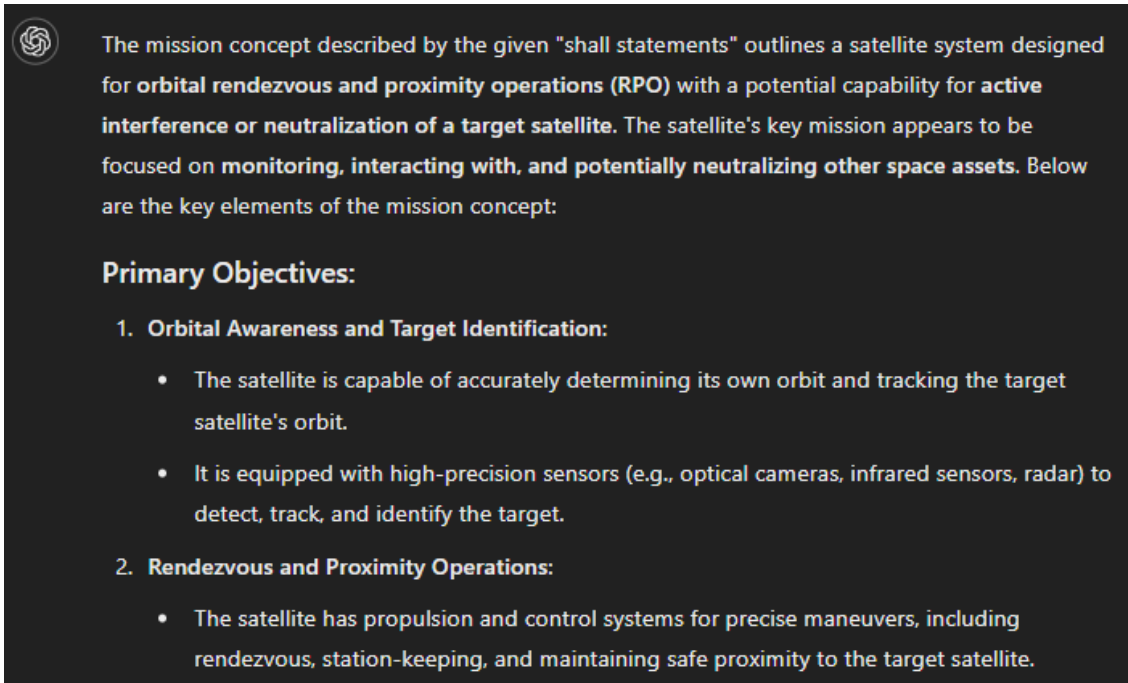 The mission concept described by the given "shall statements" outlines a satellite system designed
for orbital rendezvous and proximity operations (RPO) with a potential capability for active
interference or neutralization of a target satellite. The satellite's key mission appears to be
focused on monitoring, interacting with, and potentially neutralizing other space assets. Below
are the key elements of the mission concept:
Primary Objectives:
1. Orbital Awareness and Target Identification:
• The satellite is capable of accurately determining its own orbit and tracking the target
satellite's orbit.
• It is equipped with high-precision sensors (e.g., optical cameras, infrared sensors, radar) to
detect, track, and identify the target.
2. Rendezvous and Proximity Operations:
• The satellite has propulsion and control systems for precise maneuvers, including
rendezvous, station-keeping, and maintaining safe proximity to the target satellite.